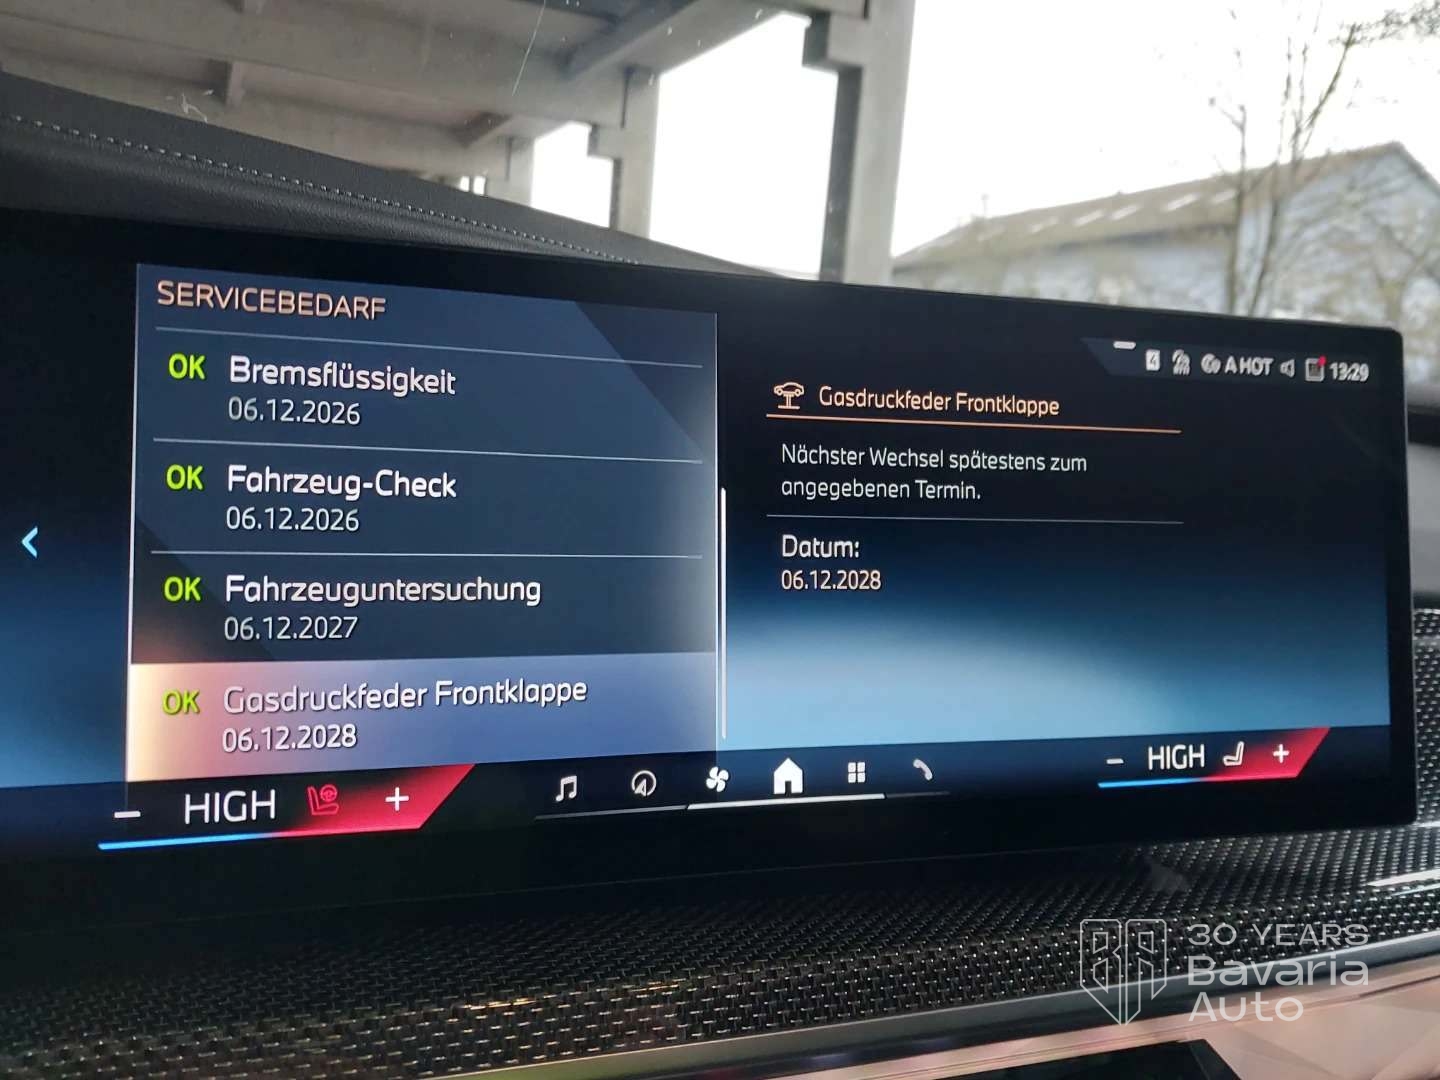 SERVICEBEDARF
OK Bremsflüssigkeit
06.12.2026
OK Fahrzeug-Check
06.12.2026
OK Fahrzeuguntersuchung
06.12.2027
OK Gasdruckfeder Frontklappe
06.12.2028
A HOT 13:29
Gasdruckfeder Frontklappe
Nächster Wechsel spätestens zum
angegebenen Termin.
Datum:
06.12.2028
- HIGH +
- HIGH +
BA
30 YEARS
Bavaria
Auto